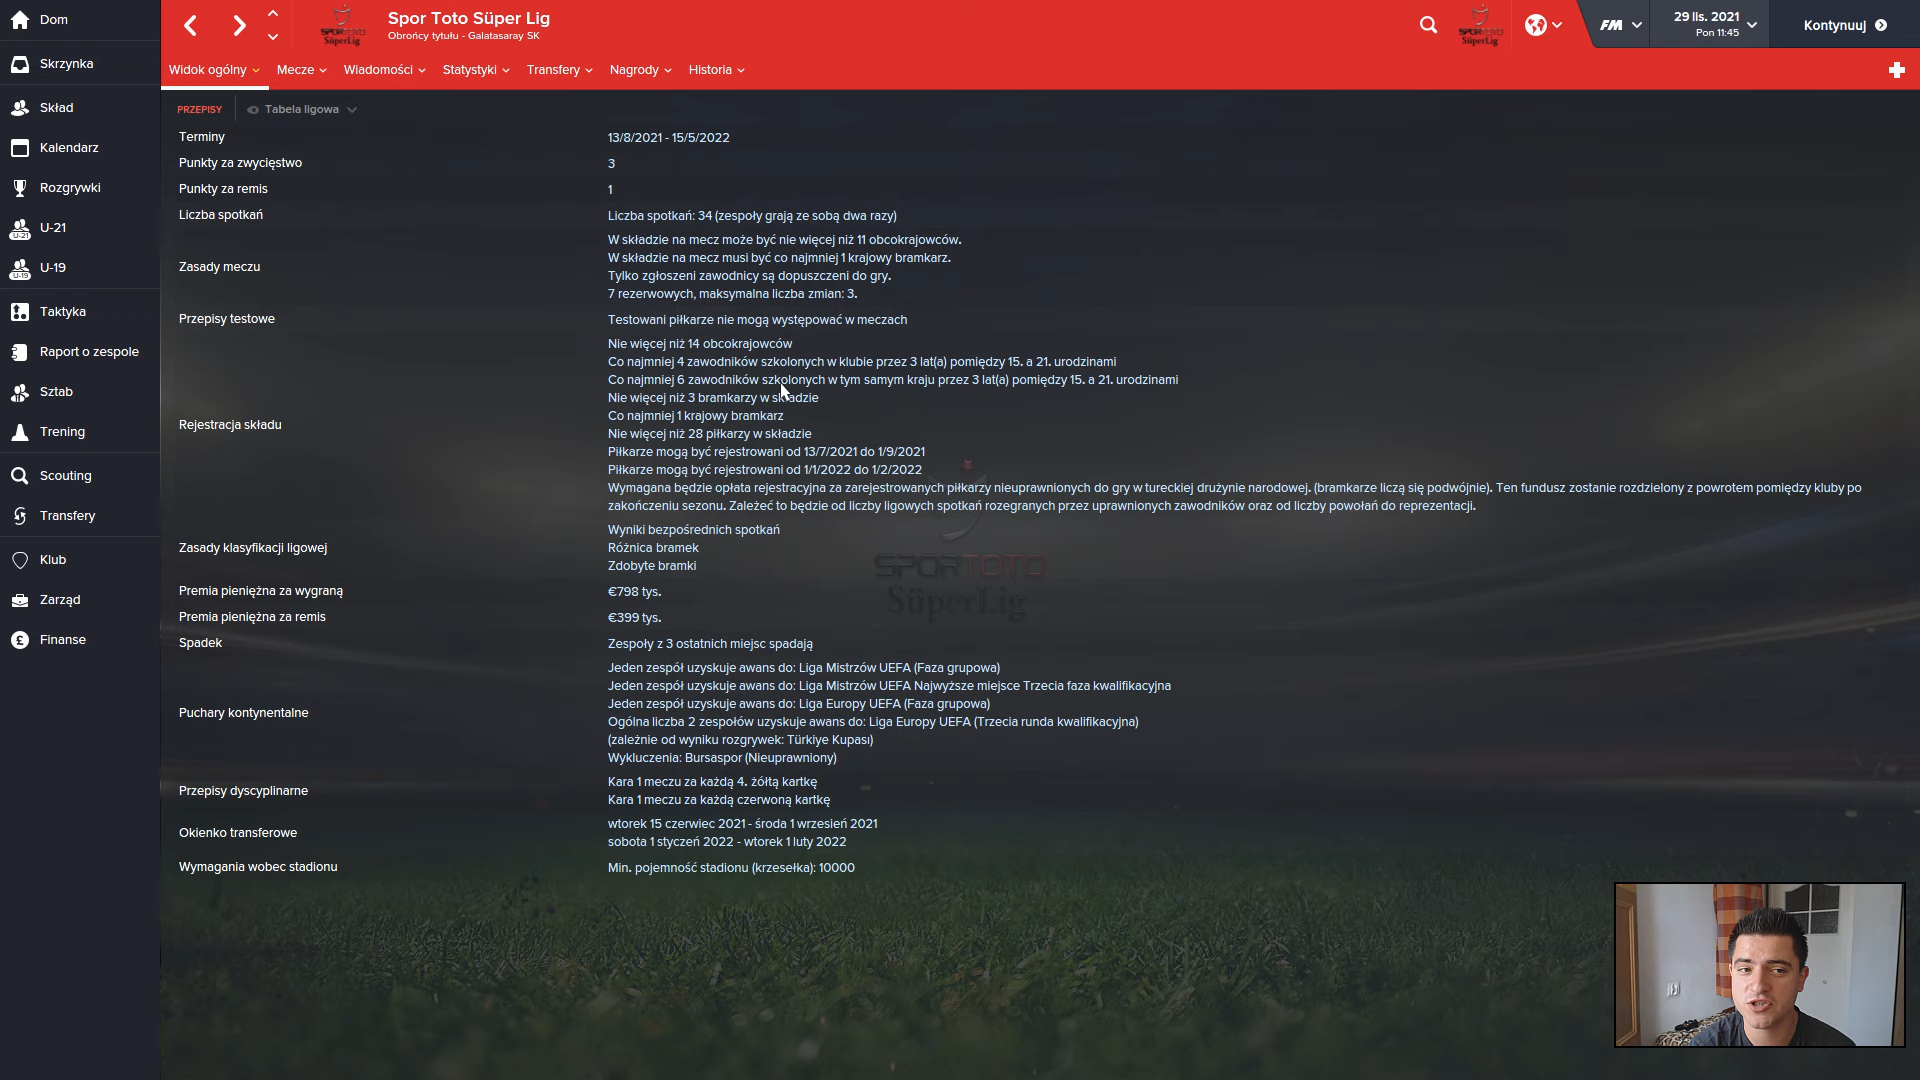 Dom
Skrzynka
Skład
Kalendarz
Rozgrywki
U-21
U-19
Taktyka
Raport o zespole
Sztab
Trening
Scouting
Transfery
Klub
Zarząd
Finanse
Spor Toto Süper Lig
Obrońcy tytułu - Galatasaray SK
FM
29 lis. 2021
Pon 11:45
Kontynuuj
Widok ogólny
Mecze
Wiadomości
Statystyki
Transfery
Nagrody
Historia
PRZEPISY
Tabela ligowa
Terminy
13/8/2021 - 15/5/2022
Punkty za zwycięstwo
3
Punkty za remis
1
Liczba spotkań
Liczba spotkań: 34 (zespoły grają ze sobą dwa razy)
Zasady meczu
W składzie na mecz może być nie więcej niż 11 obcokrajowców.
W składzie na mecz musi być co najmniej 1 krajowy bramkarz.
Tylko zgłoszeni zawodnicy są dopuszczeni do gry.
7 rezerwowych, maksymalna liczba zmian: 3.
Przepisy testowe
Testowani piłkarze nie mogą występować w meczach
Rejestracja składu
Nie więcej niż 14 obcokrajowców
Co najmniej 4 zawodników szkolonych w klubie przez 3 lat(a) pomiędzy 15. a 21. urodzinami
Co najmniej 6 zawodników szkolonych w tym samym kraju przez 3 lat(a) pomiędzy 15. a 21. urodzinami
Nie więcej niż 3 bramkarzy w składzie
Co najmniej 1 krajowy bramkarz
Nie więcej niż 28 piłkarzy w składzie
Piłkarze mogą być rejestrowani od 13/7/2021 do 1/9/2021
Piłkarze mogą być rejestrowani od 1/1/2022 do 1/2/2022
Wymagana będzie opłata rejestracyjna za zarejestrowanych piłkarzy nieuprawnionych do gry w tureckiej drużynie narodowej. (bramkarze liczą się podwójnie). Ten fundusz zostanie rozdzielony z powrotem pomiędzy kluby po
zakończeniu sezonu. Zależeć to będzie od liczby ligowych spotkań rozegranych przez uprawnionych zawodników oraz od liczby powołań do reprezentacji.
Zasady klasyfikacji ligowej
Wyniki bezpośrednich spotkań
Różnica bramek
Zdobyte bramki
SPORTOTO
SüperLig
Premia pieniężna za wygraną
€798 tys.
Premia pieniężna za remis
€399 tys.
Spadek
Zespoły z 3 ostatnich miejsc spadają
Puchary kontynentalne
Jeden zespół uzyskuje awans do: Liga Mistrzów UEFA (Faza grupowa)
Jeden zespół uzyskuje awans do: Liga Mistrzów UEFA Najwyższe miejsce Trzecia faza kwalifikacyjna
Jeden zespół uzyskuje awans do: Liga Europy UEFA (Faza grupowa)
Ogólna liczba 2 zespołów uzyskuje awans do: Liga Europy UEFA (Trzecia runda kwalifikacyjna)
(zależnie od wyniku rozgrywek: Türkiye Kupası)
Wykluczenia: Bursaspor (Nieuprawniony)
Przepisy dyscyplinarne
Kara 1 meczu za każdą 4. żółtą kartkę
Kara 1 meczu za każdą czerwoną kartkę
Okienko transferowe
wtorek 15 czerwiec 2021 - środa 1 wrzesień 2021
sobota 1 styczeń 2022 - wtorek 1 luty 2022
Wymagania wobec stadionu
Min. pojemność stadionu (krzesełka): 10000